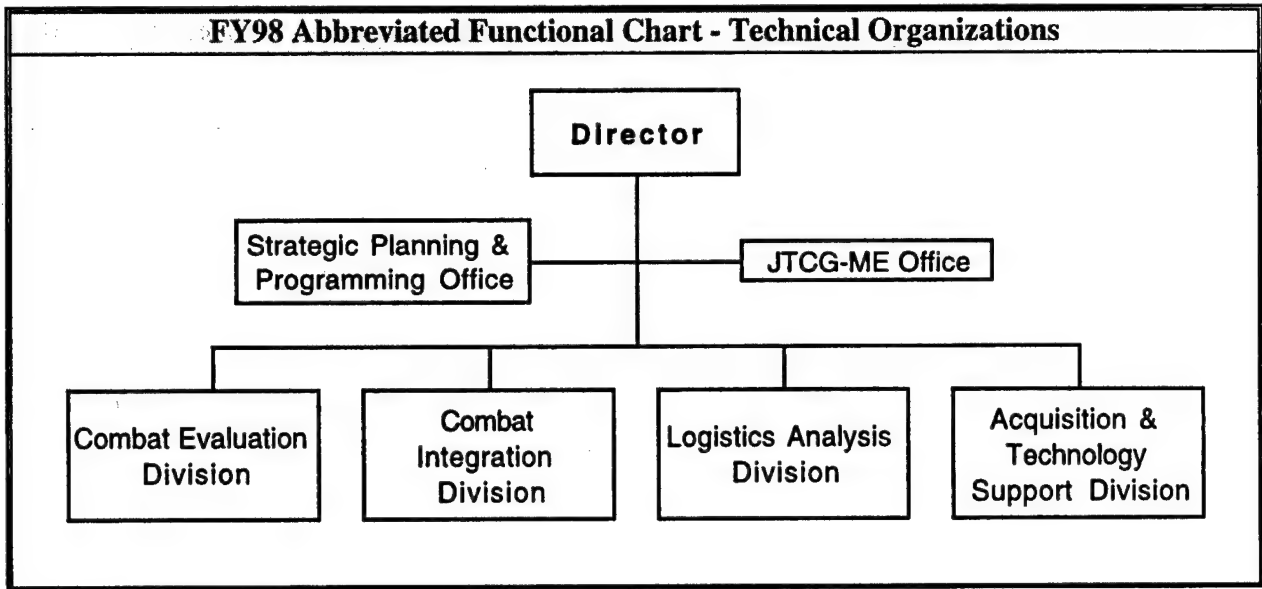 FY98 Abbreviated Functional Chart - Technical Organizations
Director
Strategic Planning &
Programming Office
JTCG-ME Office
Combat Evaluation
Division
Combat
Integration
Division
Logistics Analysis
Division
Acquisition &
Technology
Support Division